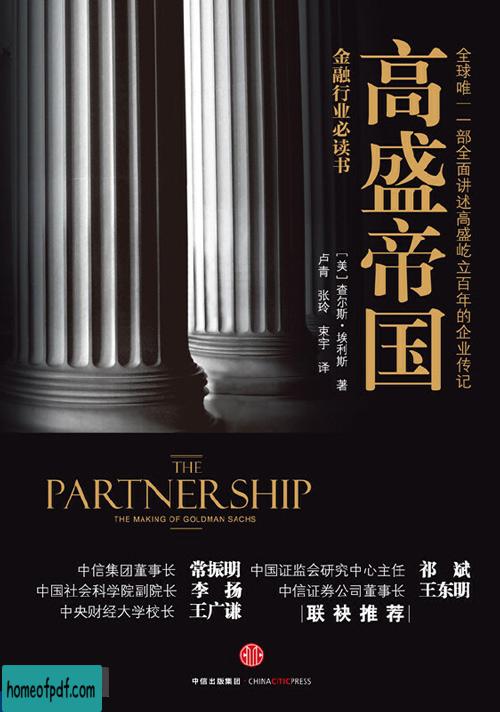 全球唯一一部全面讲述高盛屹立百年的企业传记
高盛帝国
金融行业必读书
[美]查尔斯·埃利斯 著
卢青 张玲 束宇 译
THE
PARTNERSHIP
THE MAKING OF GOLDMAN SACHS
中信集团董事长 常振明 中国证监会研究中心主任 祁斌
中国社会科学院副院长 李扬 中信证券公司董事长 王东明
中央财经大学校长 王广谦 联袂推荐
中信出版集团·CHINACITICPRESS
homeofpdf.com